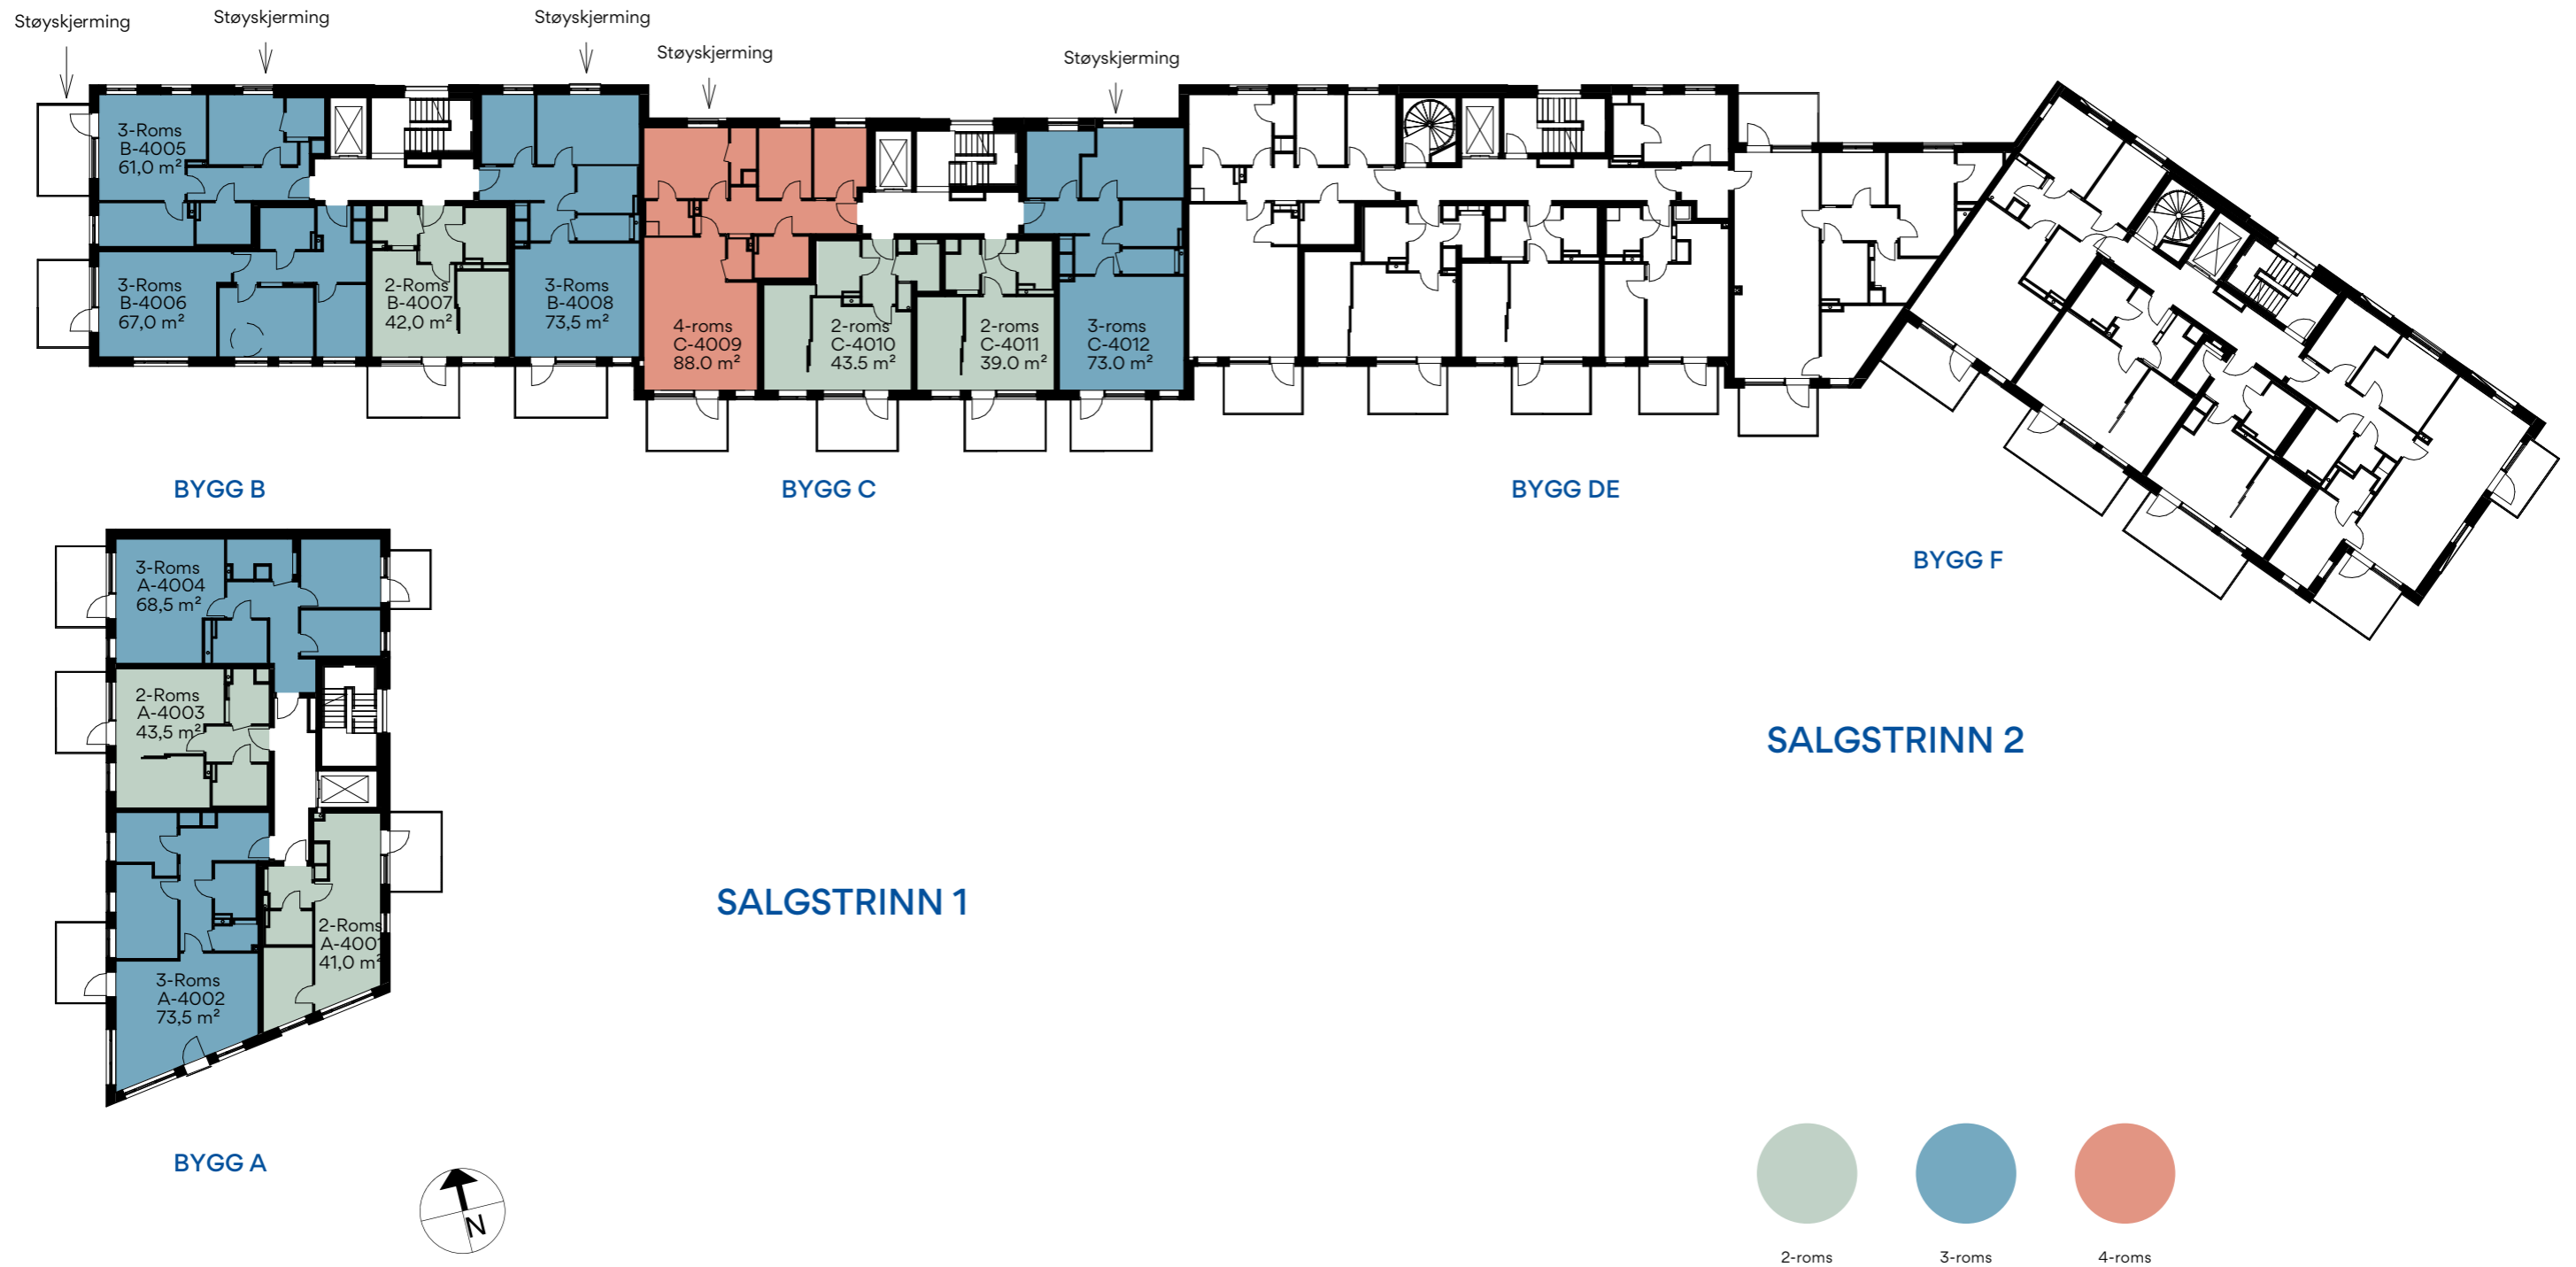 Støyskjerming
Støyskjerming
Støyskjerming
Støyskjerming
Støyskjerming
3-Roms
B-4005
61,0 m²
3-Roms
B-4006
67,0 m²
2-Roms
B-4007
42,0 m²
3-Roms
B-4008
73,5 m²
4-roms
C-4009
88.0 m²
2-roms
C-4010
43.5 m²
2-roms
C-4011
39.0 m²
3-roms
C-4012
73.0 m²
BYGG B
BYGG C
BYGG DE
BYGG F
3-Roms
A-4004
68,5 m²
2-Roms
A-4003
43,5 m²
2-Roms
A-4001
41,0 m²
3-Roms
A-4002
73,5 m²
SALGSTRINN 2
SALGSTRINN 1
BYGG A
N
2-roms
3-roms
4-roms